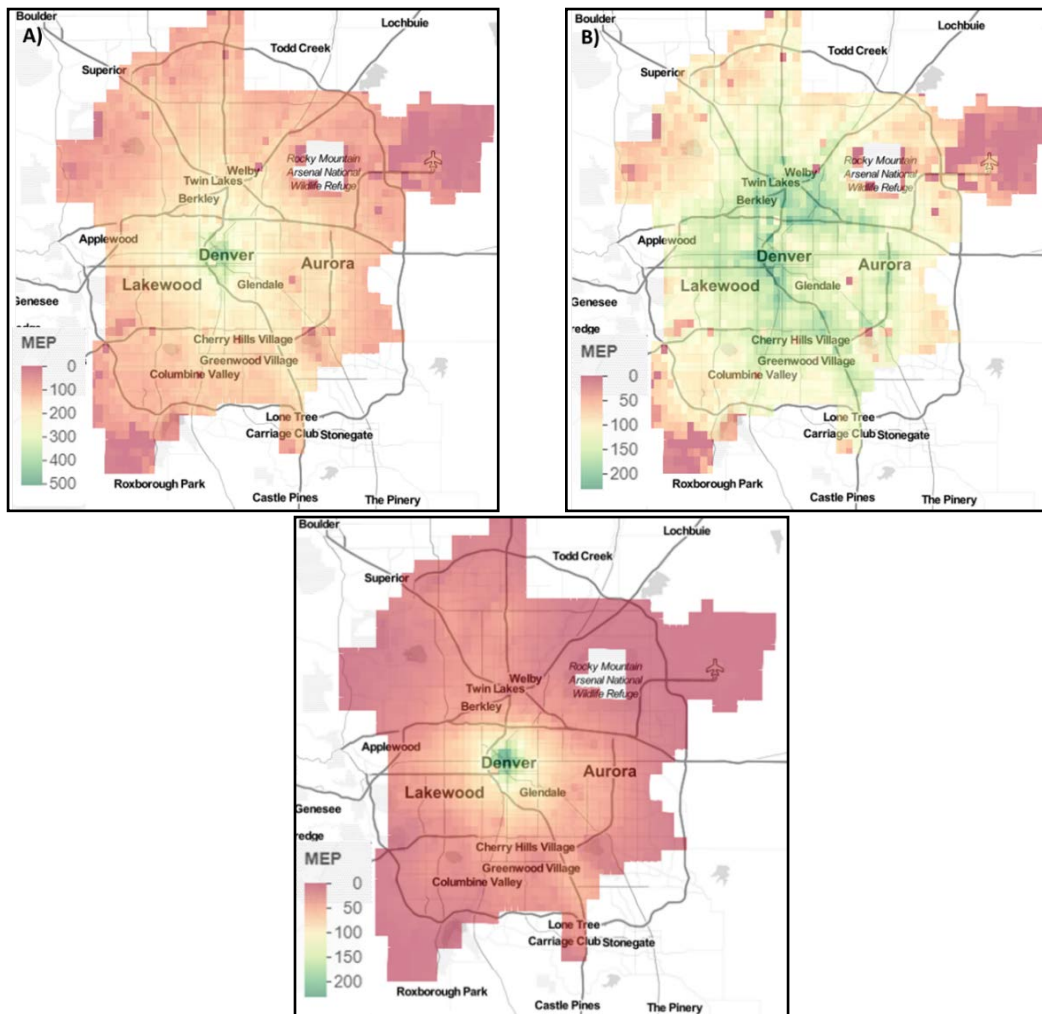 A)
Boulder
Lochbuie
Todd Creek
Superior
Rocky Mountain
Arsenal National
Wildlife Refuge
Welby
Twin Lakes
Berkley
Applewood
Denver
Aurora
Lakewood
Glendale
Genesee
redge
MEP
0
100
200
300
400
500
Cherry Hills Village
Greenwood Village
Columbine Valley
Lone Tree
Carriage Club Stonegate
Roxborough Park
Castle Pines
The Pinery
B)
Boulder
Lochbuie
Todd Creek
Superior
Rocky Mountain
Arsenal National
Wildlife Refuge
Welby
Twin Lakes
Berkley
Applewood
Denver
Aurora
Lakewood
Glendale
Genesee
redge
MEP
0
50
100
150
200
Cherry Hills Village
Greenwood Village
Columbine Valley
Lone Tree
Carriage Club Stonegate
Roxborough Park
Castle Pines
The Pinery
Boulder
Lochbuie
Todd Creek
Superior
Rocky Mountain
Arsenal National
Wildlife Refuge
Welby
Twin Lakes
Berkley
Applewood
Denver
Aurora
Lakewood
Glendale
Genesee
redge
MEP
0
50
100
150
200
Cherry Hills Village
Greenwood Village
Columbine Valley
Lone Tree
Carriage Club Stonegate
Roxborough Park
Castle Pines
The Pinery